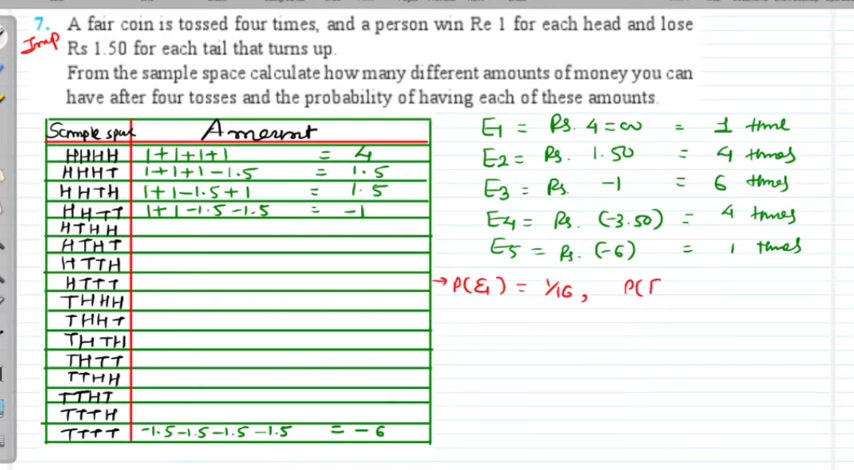 7. A fair coin is tossed four times, and a person win Re 1 for each head and lose
Imp Rs 1.50 for each tail that turns up.
From the sample space calculate how many different amounts of money you can
have after four tosses and the probability of having each of these amounts.
Sample space Amount
HHHH 1+1+1+1 = 4
HHHT 1+1+1-1.5 = 1.5
HHTH 1+1-1.5+1 = 1.5
HHTT 1+1-1.5-1.5 = -1
HTHH
HTHT
HTTH
HTTT
THHH
THHT
THTH
THTT
TTHH
TTHT
TTTH
TTTT -1.5-1.5-1.5-1.5 = -6
E1 = Rs. 4=00 = 1 time
E2= Rs. 1.50 = 4 times
E3 = Rs. -1 = 6 times
E4 = Rs. (-3.50) = 4 times
E5 = Rs. (-6) = 1 times
→P(E1) = 1/16, P(